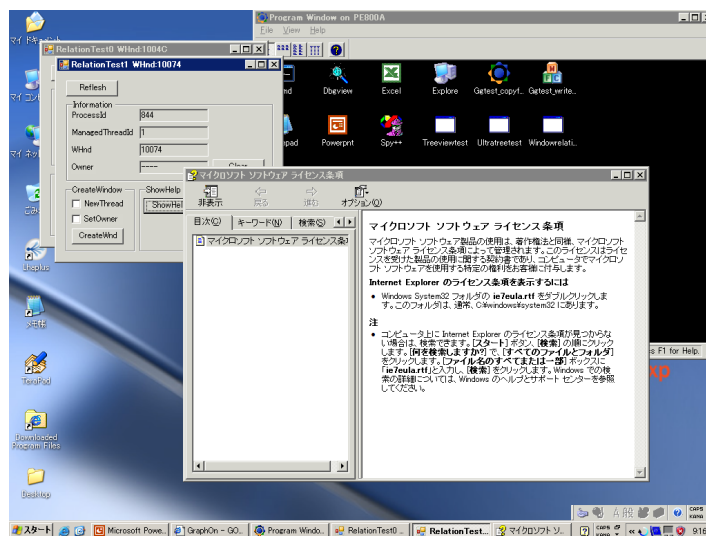 Program Window on PE800A
File View Help
マイ ドキュメント
RelationTest0 WHnd:1004C
RelationTest1 WHnd:10074
Reflesh
Information
ProcessId 844
ManagedThreadId 1
WHnd 10074
Owner ----
Clear
CreateWindow
NewThread
SetOwner
CreateWnd
ShowHelp
ShowHel
Dbgview
Excel
Explore
Ggtest_copyf...
Ggtest_write...
Powerpnt
Spy++
Treeviewtest
Ultratreetest
Windowrelati...
マイクロソフト ソフトウェア ライセンス条項
非表示
戻る
進む
オプション(O)
目次(C)
キーワード(N)
検索(S)
マイクロソフト ソフトウェア ライセンス条項
マイクロソフト ソフトウェア ライセンス条項
マイクロソフト ソフトウェア製品の使用は、著作権法と同様、マイクロソ
フト ソフトウェア ライセンス条項によって管理されます。このライセンスはライセ
ンスを受けた製品の使用に関する契約書であり、コンピュータでマイクロソ
フト ソフトウェアを使用する特定の権利をお客様に付与します。
Internet Explorer のライセンス条項を表示するには
• Windows System32 フォルダの ie7eula.rtf をダブルクリックしま
す。このフォルダは、通常、C:¥windows¥system32 にあります。
注
• コンピュータ上に Internet Explorer のライセンス条項が見つからな
い場合は、検索できます。[スタート] ボタン、[検索] の順にクリック
します。[何を検索しますか?] で、[すべてのファイルとフォルダ]
をクリックします。[ファイル名のすべてまたは一部] ボックスに
「ie7eula.rtf」と入力し、[検索] をクリックします。Windows での検
索の詳細については、Windows のヘルプとサポート センターを参照
してください。
ss F1 for Help.
xp
Lhaplus
メモ帳
TeraPad
Downloaded
Program Files
Desktop
A 般
CAPS
KANA
スタート
Microsoft Powe...
GraphOn - GO...
Program Windo...
RelationTest0 ...
RelationTest...
マイクロソフト ソ...
CAPS
KANA
916